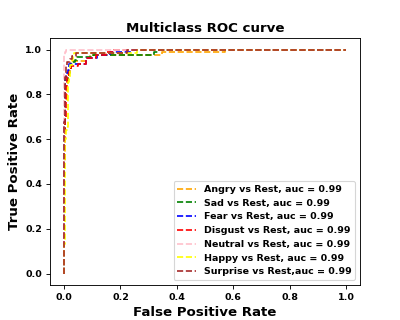 Multiclass ROC curve
True Positive Rate
1.0
0.8
0.6
0.4
0.2
0.0
Angry vs Rest, auc = 0.99
Sad vs Rest, auc = 0.99
Fear vs Rest, auc = 0.99
Disgust vs Rest, auc = 0.99
Neutral vs Rest, auc = 0.99
Happy vs Rest, auc = 0.99
Surprise vs Rest,auc = 0.99
0.0 0.2 0.4 0.6 0.8 1.0
False Positive Rate